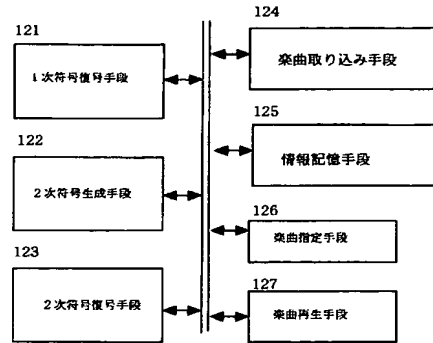 121
1次符号復号手段
122
2次符号生成手段
123
2次符号復号手段
124
楽曲取り込み手段
125
情報記憶手段
126
楽曲指定手段
127
楽曲再生手段